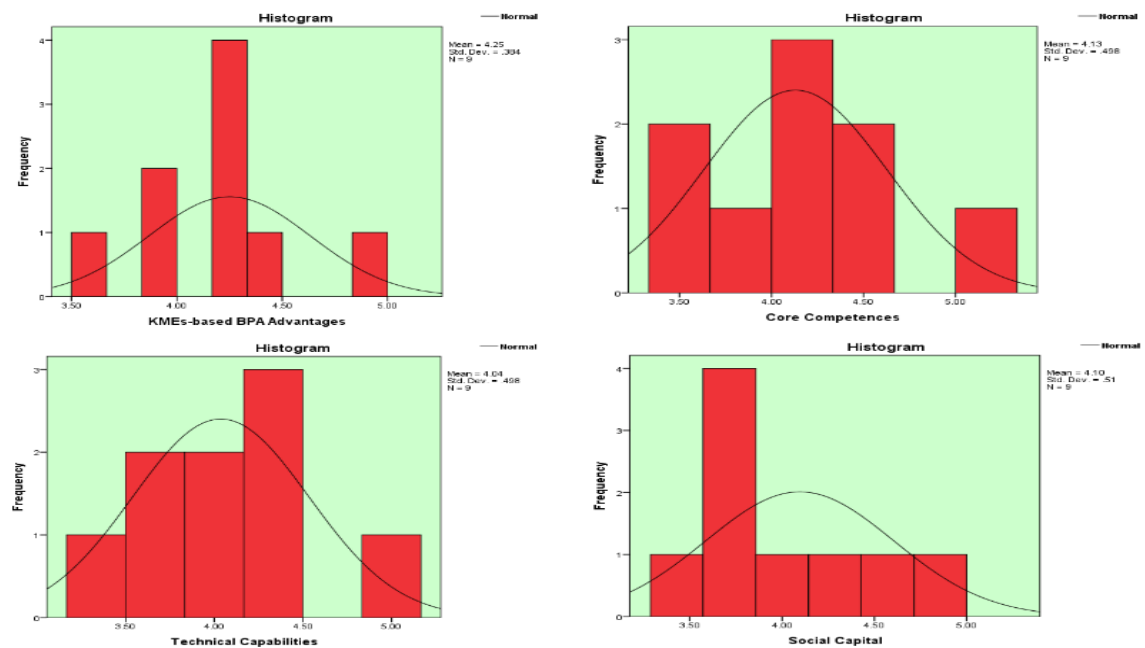 Histogram
Normal
Mean = 4.25
Std. Dev. = .384
N = 9
Frequency
4
3
2
1
0
3.50 4.00 4.50 5.00
KMEs-based BPA Advantages
Histogram
Normal
Mean = 4.13
Std. Dev. = .498
N = 9
Frequency
3
2
1
0
3.50 4.00 4.50 5.00
Core Competences
Histogram
Normal
Mean = 4.04
Std. Dev. = .498
N = 9
Frequency
3
2
1
0
3.50 4.00 4.50 5.00
Technical Capabilities
Histogram
Normal
Mean = 4.10
Std. Dev. = .51
N = 9
Frequency
4
3
2
1
0
3.50 4.00 4.50 5.00
Social Capital